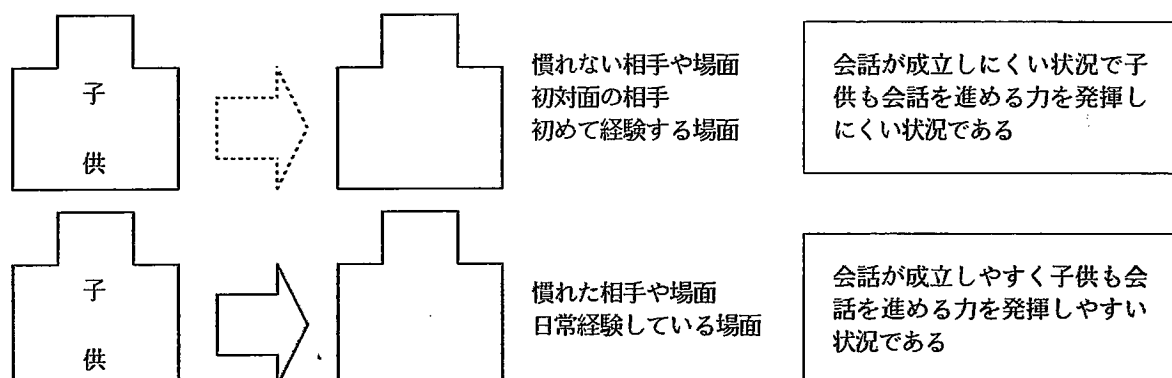 子
供
慣れない相手や場面
初対面の相手
初めて経験する場面
会話が成立しにくい状況で子
供も会話を進める力を発揮し
にくい状況である
子
供
慣れた相手や場面
日常経験している場面
会話が成立しやすく子供も会
話を進める力を発揮しやすい
状況である